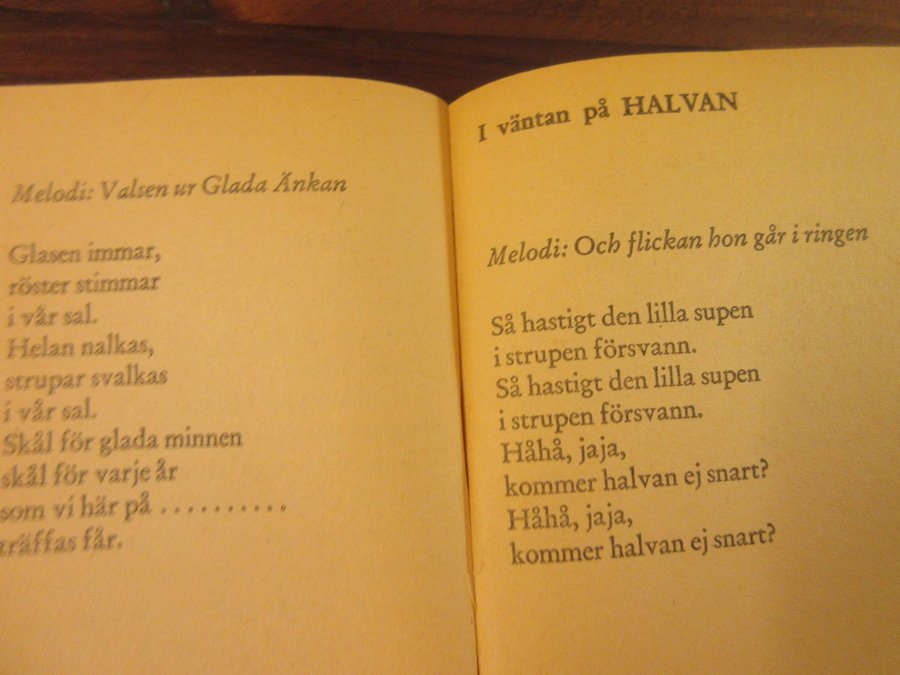 Melodi: Valsen ur Glada Änkan
Glasen immar,
röster stimmar
i vår sal.
Helan nalkas,
strupar svalkas
i vår sal.
Skål för glada minnen
skål för varje år
som vi här på ..........
träffas får.
I väntan på HALVAN
Melodi: Och flickan hon går i ringen
Så hastigt den lilla supen
i strupen försvann.
Så hastigt den lilla supen
i strupen försvann.
Håhå, jaja,
kommer halvan ej snart?
Håhå, jaja,
kommer halvan ej snart?